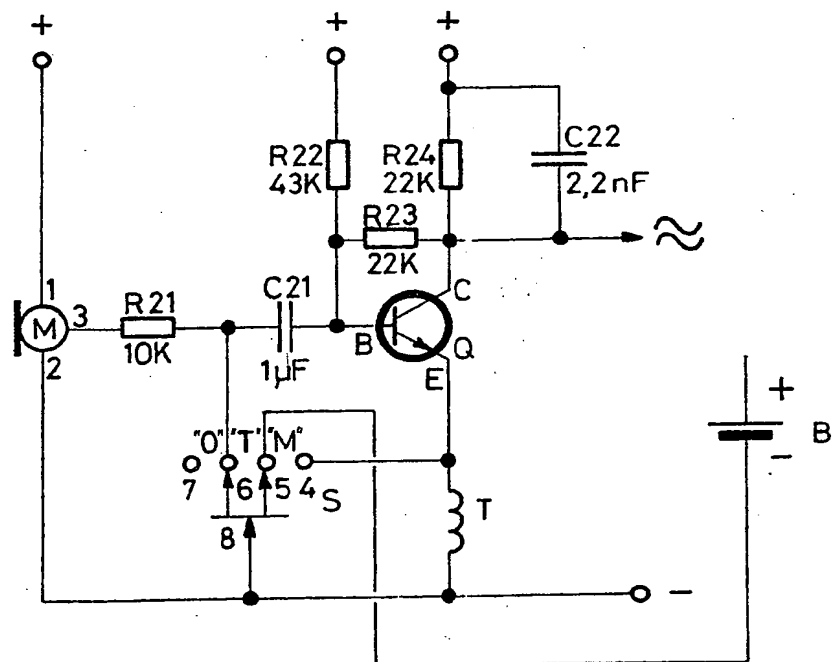 + + +
R22
43K
R24
22K
C22
2,2nF
R23
22K
≈
1
M 3
2
R21
10K
C21
1µF
B C
Q
E
"O" "T" "M"
7 6 5 4 S
8
T
+
B
-
-